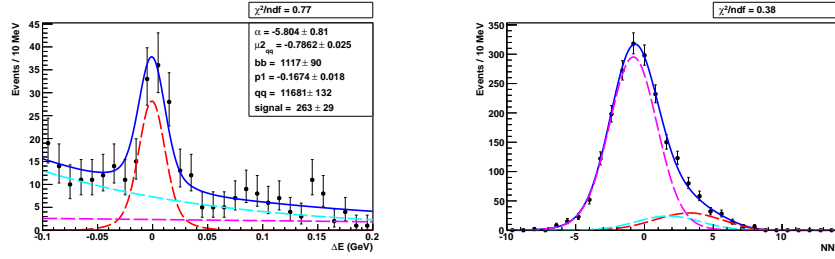 χ²/ndf = 0.77
α = -5.804 ± 0.81
μ2_qq = -0.7862 ± 0.025
bb = 1117 ± 90
p1 = -0.1674 ± 0.018
qq = 11681 ± 132
signal = 263 ± 29
Events / 10 MeV
45
40
35
30
25
20
15
10
5
0
-0.1 -0.05 0 0.05 0.1 0.15 0.2
ΔE (GeV)
χ²/ndf = 0.38
Events / 10 MeV
350
300
250
200
150
100
50
0
-10 -5 0 5 10
NN